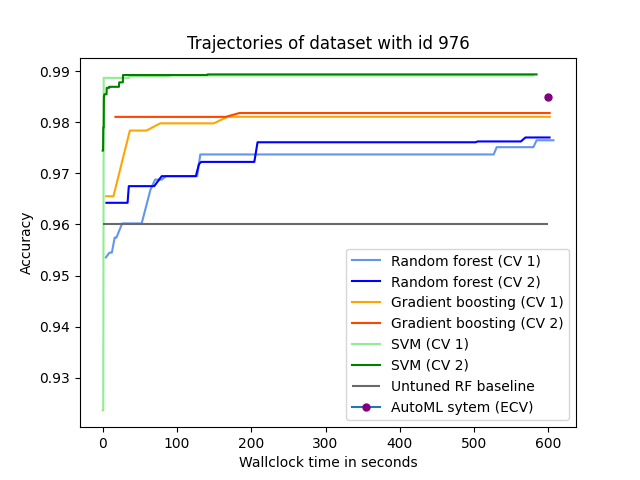 Trajectories of dataset with id 976
0.99
0.98
0.97
0.96
0.95
0.94
0.93
Accuracy
Random forest (CV 1)
Random forest (CV 2)
Gradient boosting (CV 1)
Gradient boosting (CV 2)
SVM (CV 1)
SVM (CV 2)
Untuned RF baseline
AutoML sytem (ECV)
0 100 200 300 400 500 600
Wallclock time in seconds